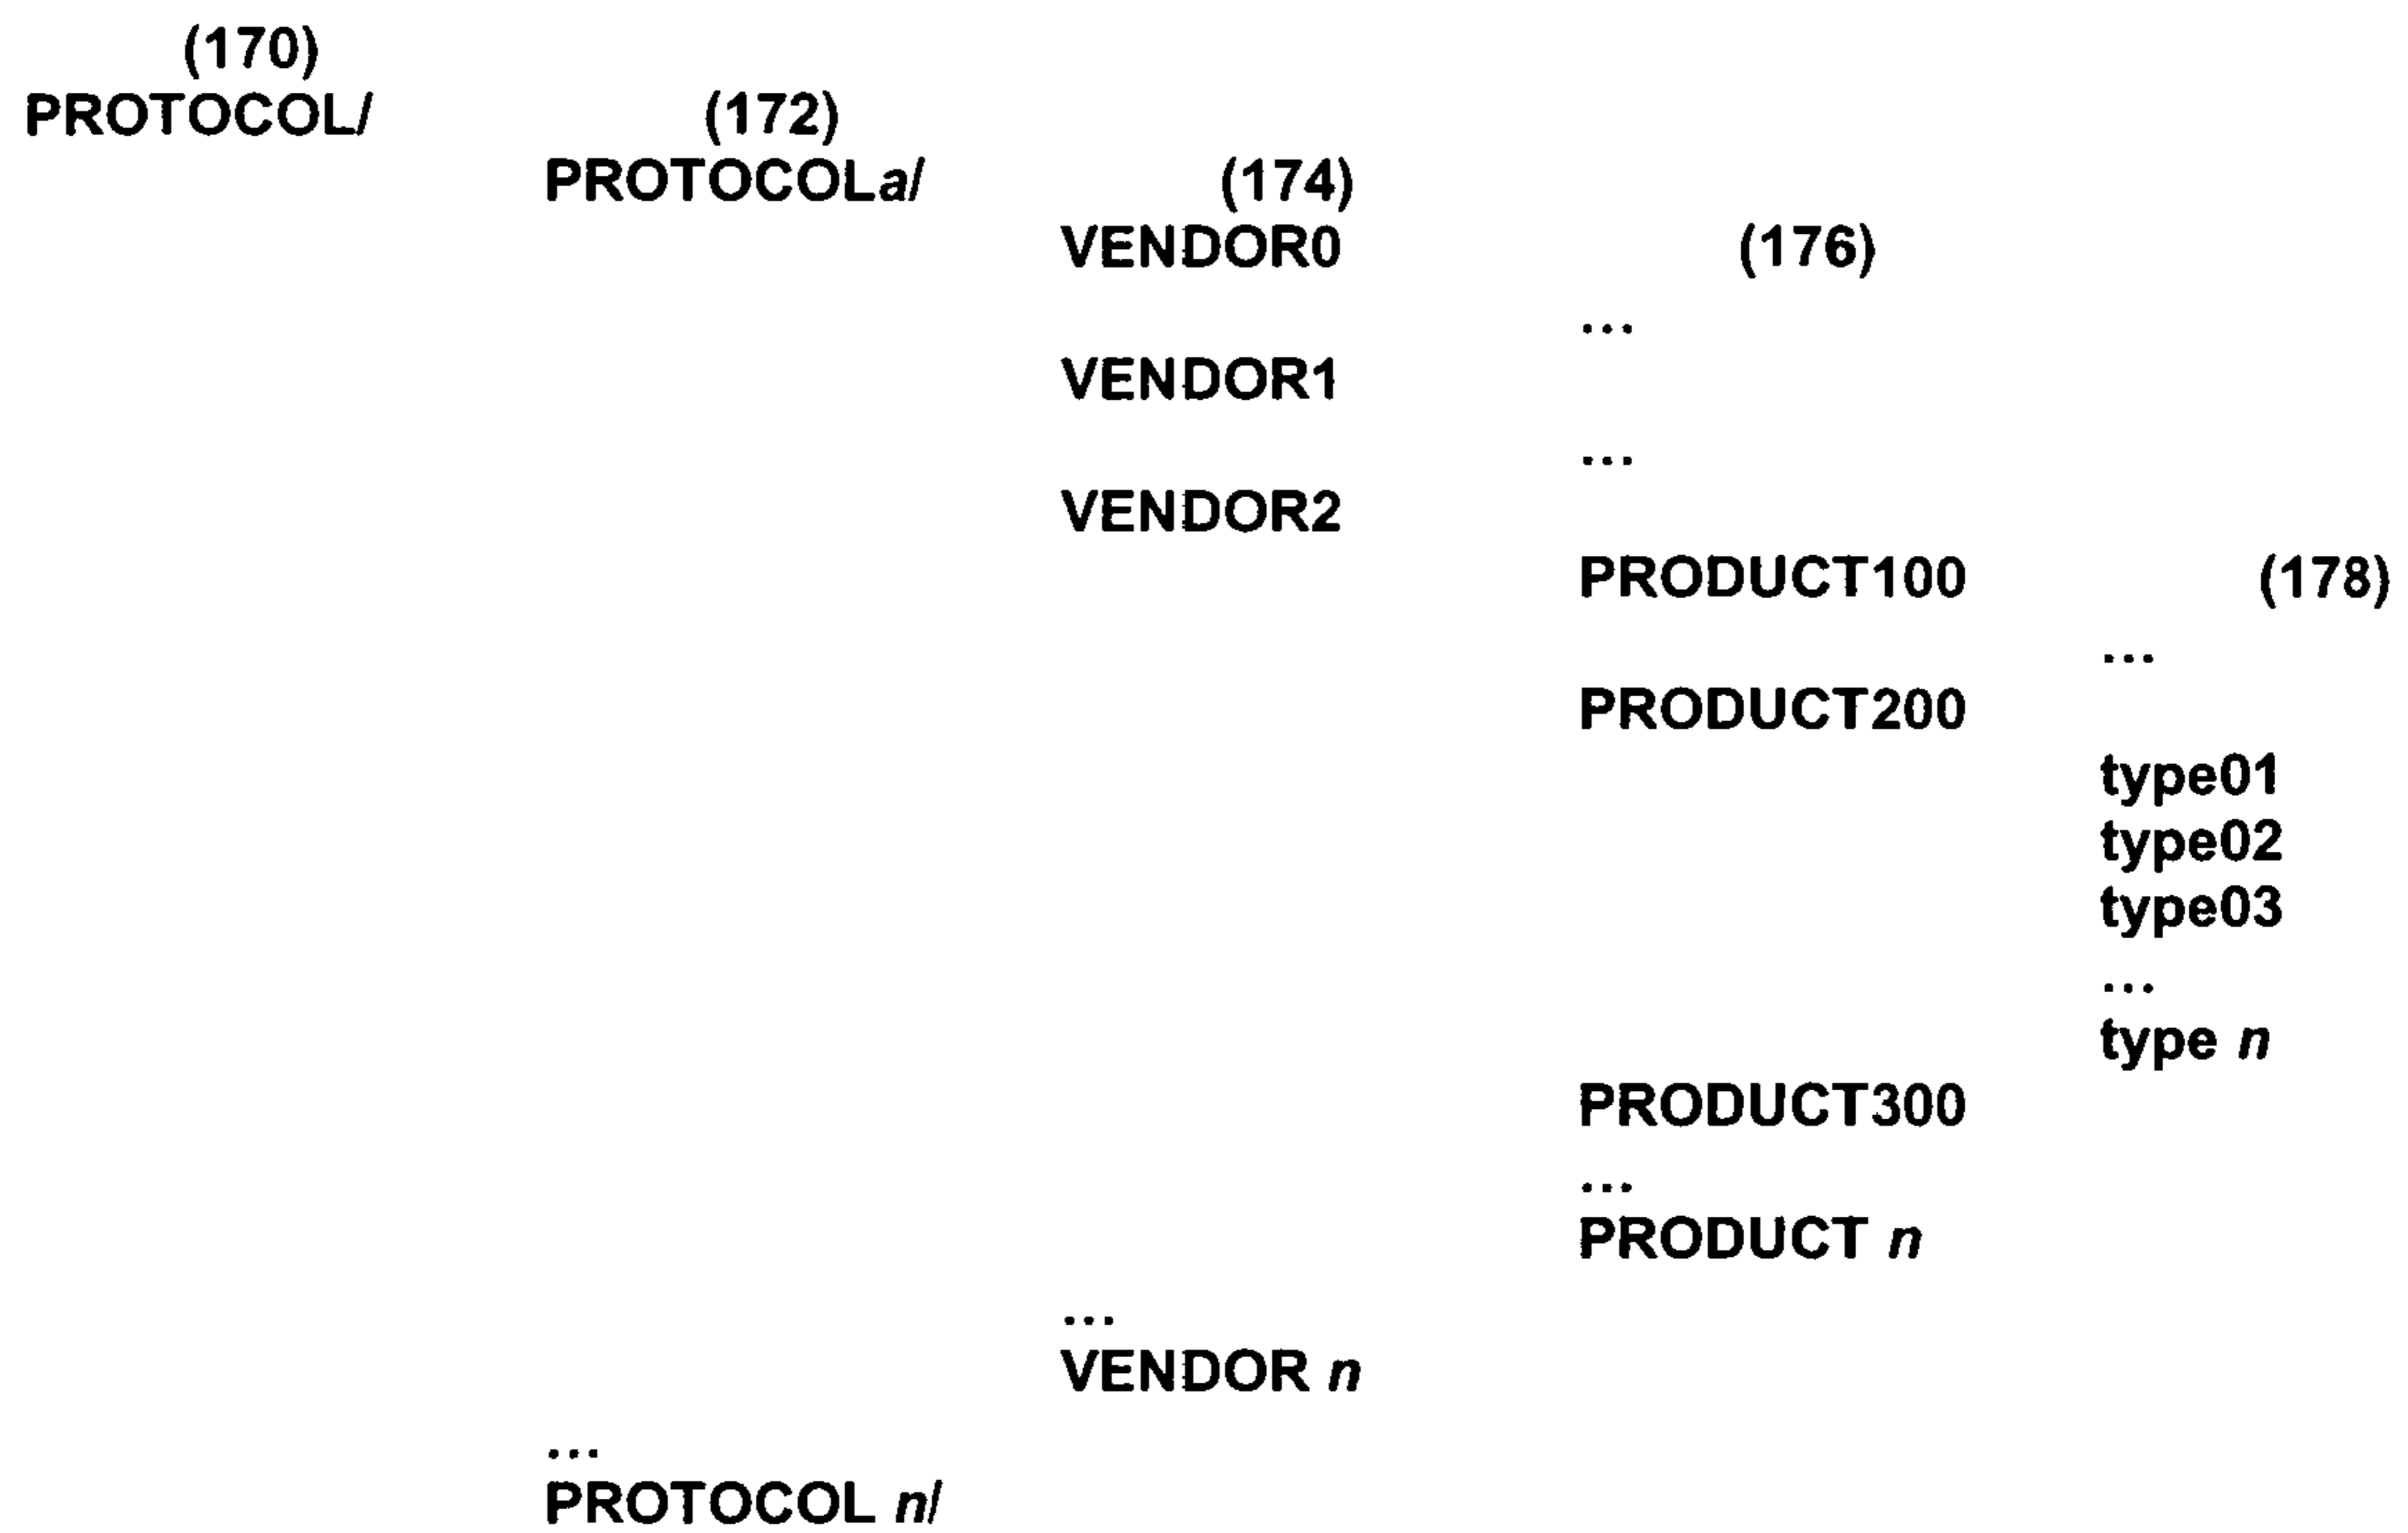 (170)
PROTOCOL/
(172)
PROTOCOLa/
(174)
VENDOR0
(176)
...
VENDOR1
...
VENDOR2
PRODUCT100
(178)
...
PRODUCT200
type01
type02
type03
...
type n
PRODUCT300
...
PRODUCT n
...
VENDOR n
...
PROTOCOL n/